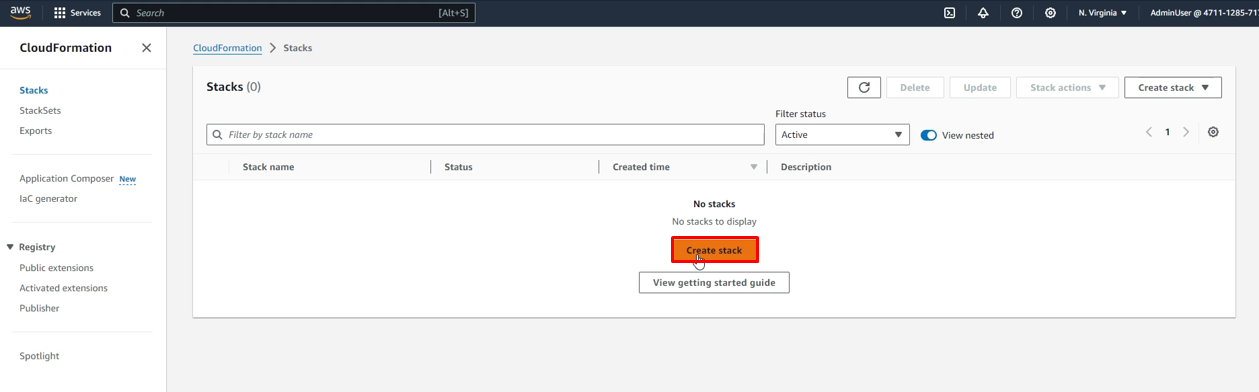 aws Services Search [Alt+S] N. Virginia AdminUser @ 4711-1285-71
CloudFormation
CloudFormation Stacks
Stacks (0)
Delete Update Stack actions Create stack
Filter status
Filter by stack name Active View nested 1
Stack name Status Created time Description
No stacks
No stacks to display
Create stack
View getting started guide
Stacks
StackSets
Exports
Application Composer New
IaC generator
Registry
Public extensions
Activated extensions
Publisher
Spotlight